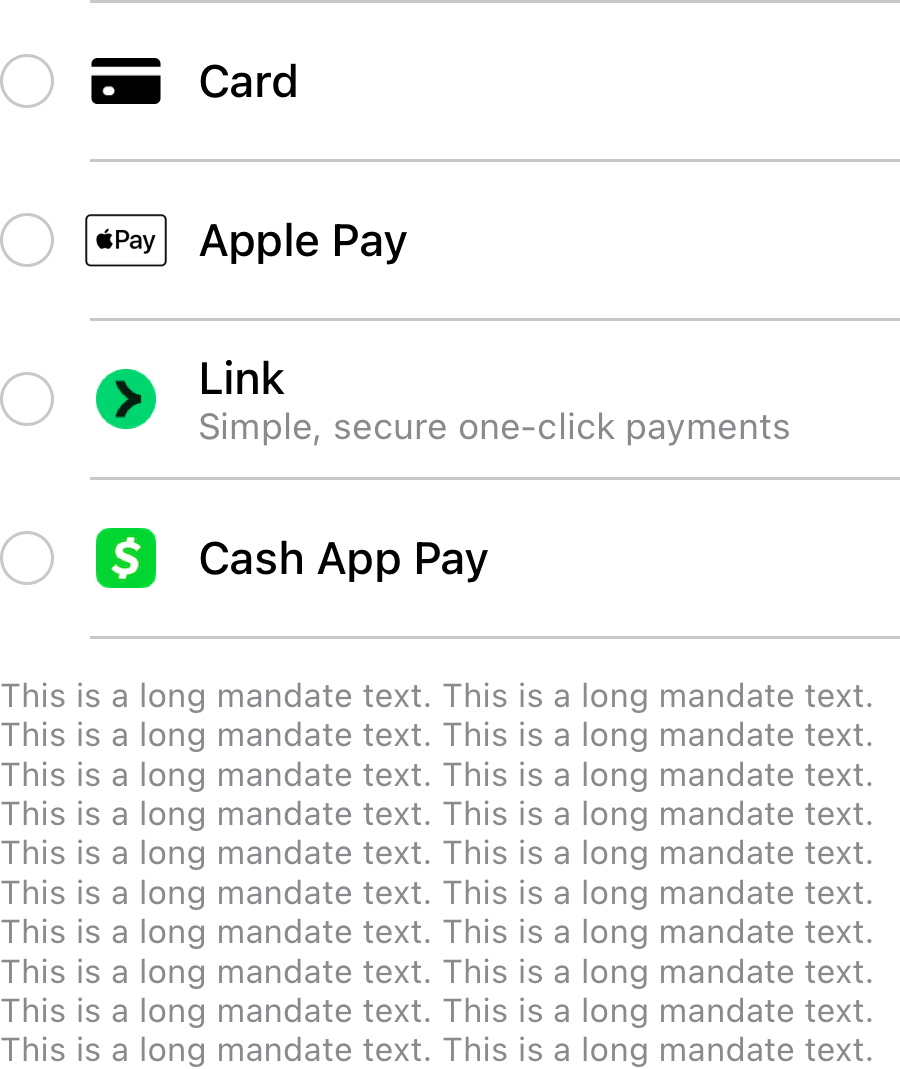 Card
Pay
Apple Pay
Link
Simple, secure one-click payments
$
Cash App Pay
This is a long mandate text. This is a long mandate text.
This is a long mandate text. This is a long mandate text.
This is a long mandate text. This is a long mandate text.
This is a long mandate text. This is a long mandate text.
This is a long mandate text. This is a long mandate text.
This is a long mandate text. This is a long mandate text.
This is a long mandate text. This is a long mandate text.
This is a long mandate text. This is a long mandate text.
This is a long mandate text. This is a long mandate text.
This is a long mandate text. This is a long mandate text.